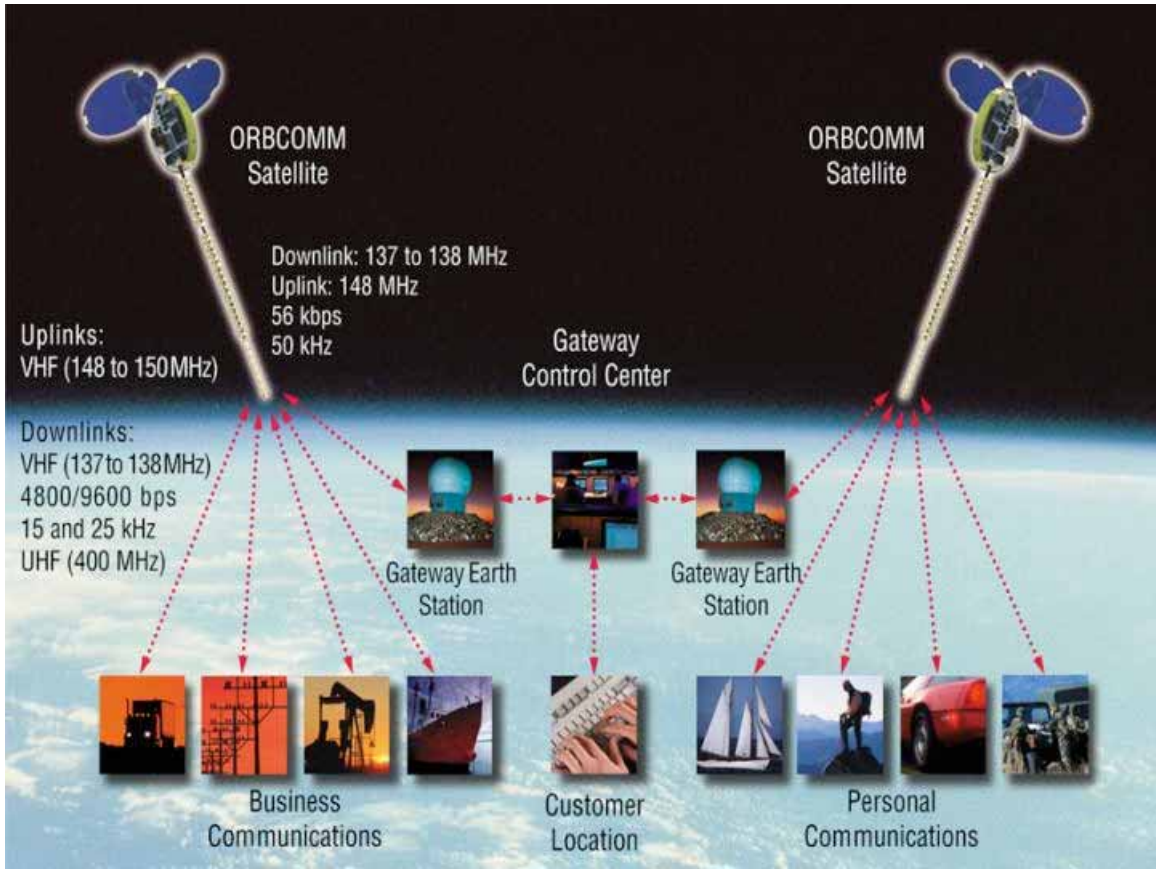 ORBCOMM
Satellite
ORBCOMM
Satellite
Downlink: 137 to 138 MHz
Uplink: 148 MHz
56 kbps
50 kHz
Uplinks:
VHF (148 to 150MHz)
Gateway
Control Center
Downlinks:
VHF (137to 138MHz)
4800/9600 bps
15 and 25 kHz
UHF (400 MHz)
Gateway Earth
Station
Gateway Earth
Station
Business
Communications
Customer
Location
Personal
Communications